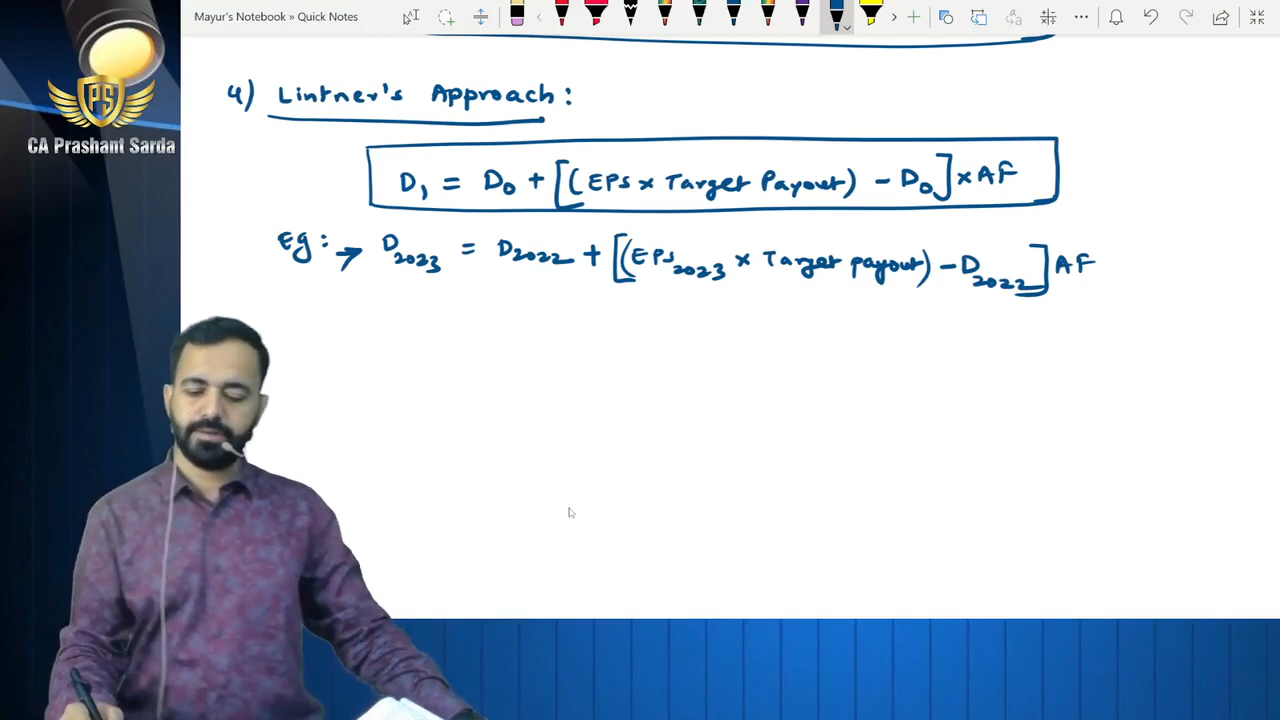 Mayur's Notebook » Quick Notes
PS
CA Prashant Sarda
4) Lintner's Approach:
D₁ = D₀ + [(EPS × Target Payout) - D₀] × AF
Eg: → D₂₀₂₃ = D₂₀₂₂ + [(EPS₂₀₂₃ × Target payout) - D₂₀₂₂] AF